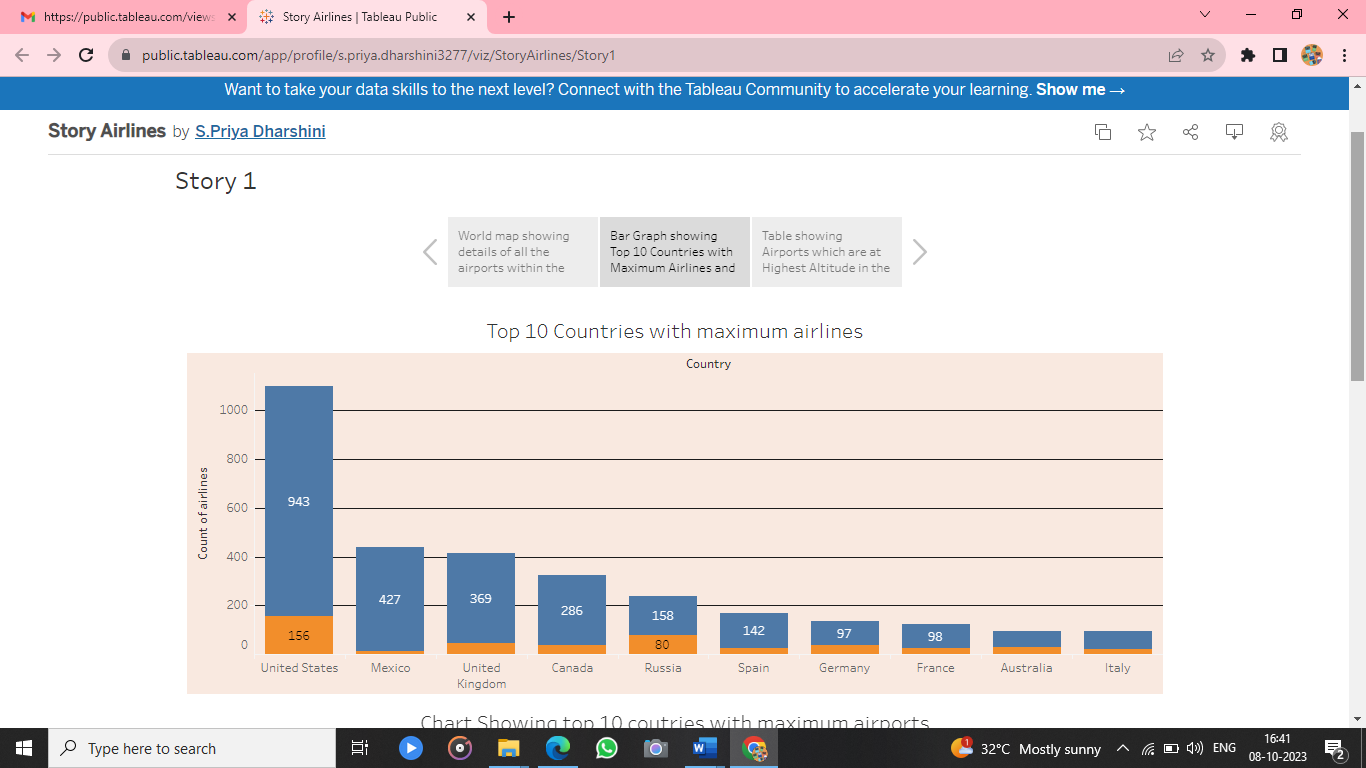 https://public.tableau.com/views
Story Airlines | Tableau Public
public.tableau.com/app/profile/s.priya.dharshini3277/viz/StoryAirlines/Story1
Want to take your data skills to the next level? Connect with the Tableau Community to accelerate your learning. Show me →
Story Airlines by S.Priya Dharshini
Story 1
World map showing
details of all the
airports within the
Bar Graph showing
Top 10 Countries with
Maximum Airlines and
Table showing
Airports which are at
Highest Altitude in the
Top 10 Countries with maximum airlines
Country
Count of airlines
1000
800
600
400
200
0
943
156
427
369
286
158
80
142
97
98
United States
Mexico
United
Kingdom
Canada
Russia
Spain
Germany
France
Australia
Italy
Chart Showing top 10 coutries with maximum airports
Type here to search
1
32°C Mostly sunny
ENG
16:41
08-10-2023
2